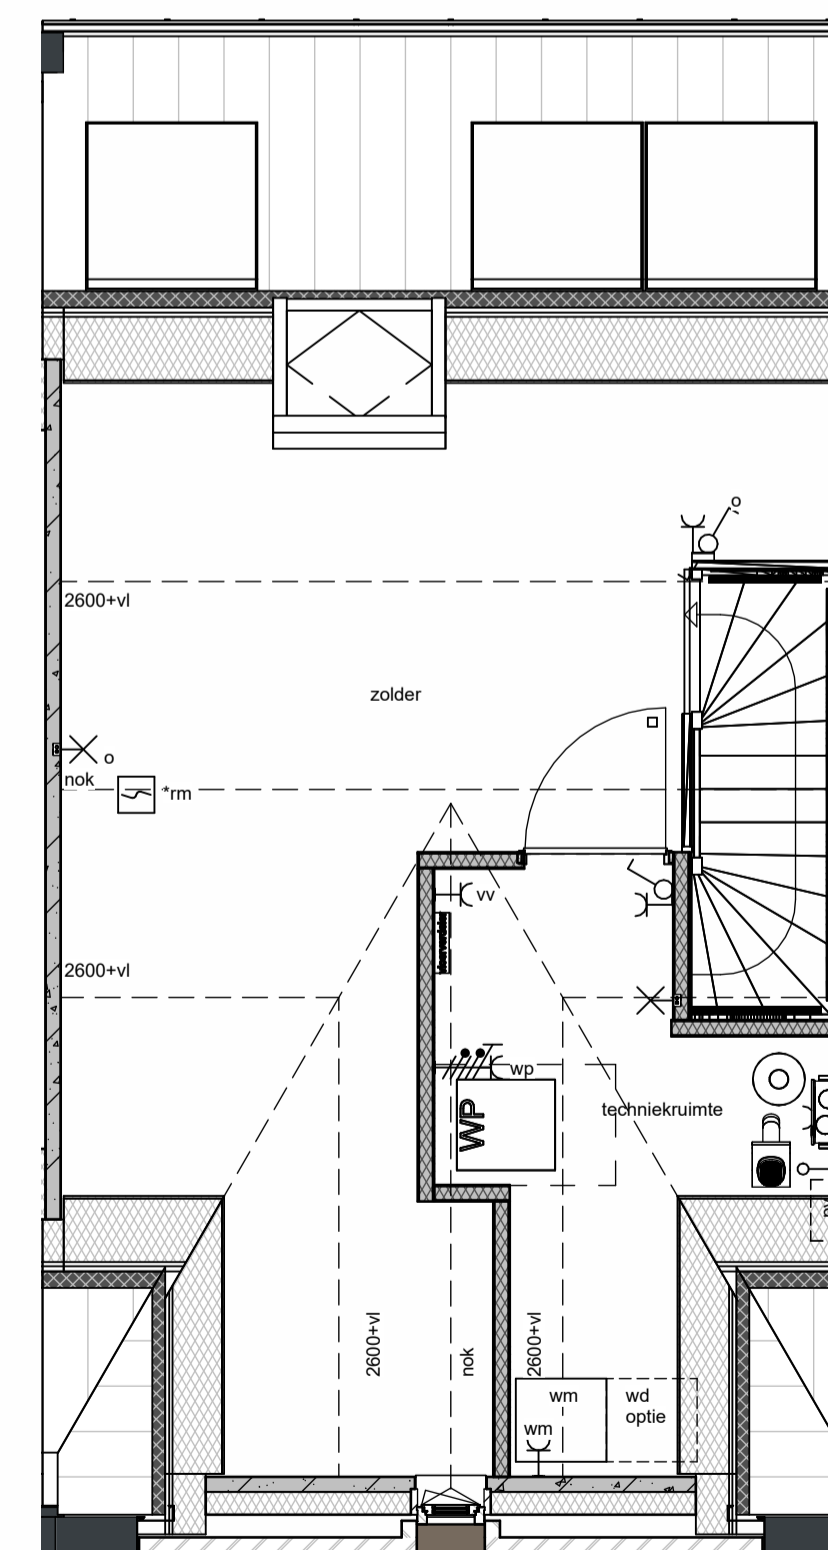 o
2600+vl
zolder
o
nok
*rm
vv
2600+vl
wp
WP
techniekruimte
2600+vl
nok
2600+vl
wm
wd
optie
wm